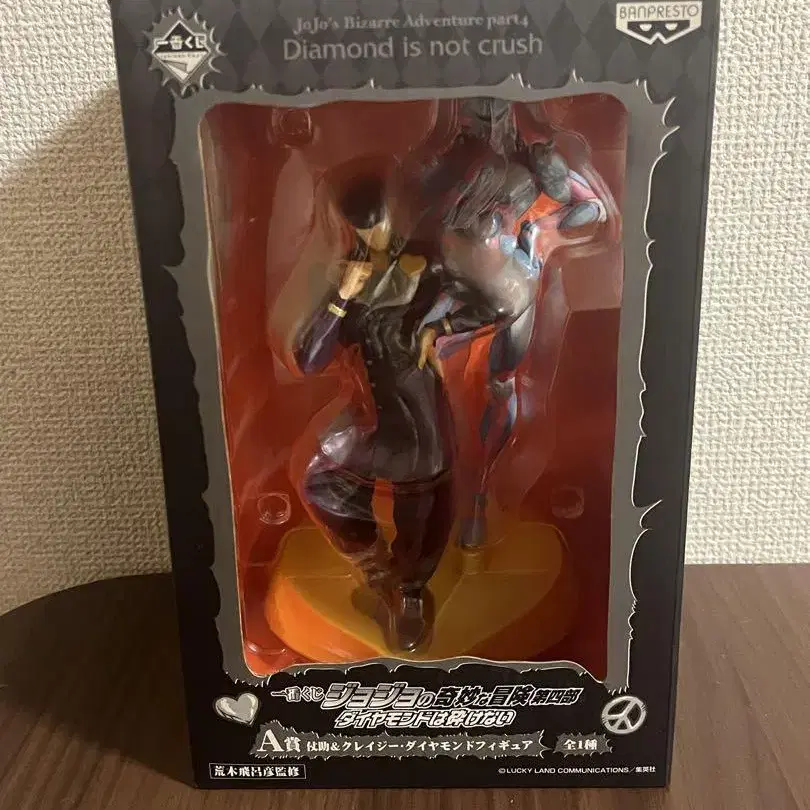 一番くじ
BANPRESTO
JoJo's Bizarre Adventure part4
Diamond is not crush
一番くじ ジョジョの奇妙な冒険 第四部
ダイヤモンドは砕けない
A賞 仗助&クレイジー・ダイヤモンドフィギュア 全1種
荒木飛呂彦監修
©LUCKY LAND COMMUNICATIONS/集英社